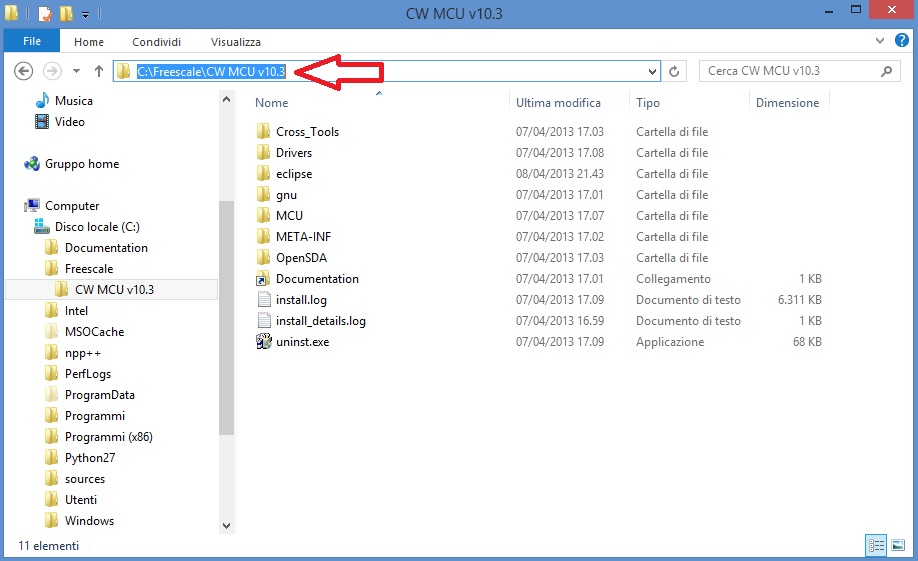 CW MCU v10.3
File Home Condividi Visualizza
C:\Freescale\CW MCU v10.3 Cerca CW MCU v10.3
Musica
Video
Gruppo home
Computer
Disco locale (C:)
Documentation
Freescale
CW MCU v10.3
Intel
MSOCache
npp++
PerfLogs
ProgramData
Programmi
Programmi (x86)
Python27
sources
Utenti
Windows
Nome Ultima modifica Tipo Dimensione
Cross_Tools 07/04/2013 17.03 Cartella di file
Drivers 07/04/2013 17.08 Cartella di file
eclipse 08/04/2013 21.43 Cartella di file
gnu 07/04/2013 17.01 Cartella di file
MCU 07/04/2013 17.07 Cartella di file
META-INF 07/04/2013 17.02 Cartella di file
OpenSDA 07/04/2013 17.03 Cartella di file
Documentation 07/04/2013 17.01 Collegamento 1 KB
install.log 07/04/2013 17.09 Documento di testo 6.311 KB
install_details.log 07/04/2013 16.59 Documento di testo 1 KB
uninst.exe 07/04/2013 17.09 Applicazione 68 KB
11 elementi